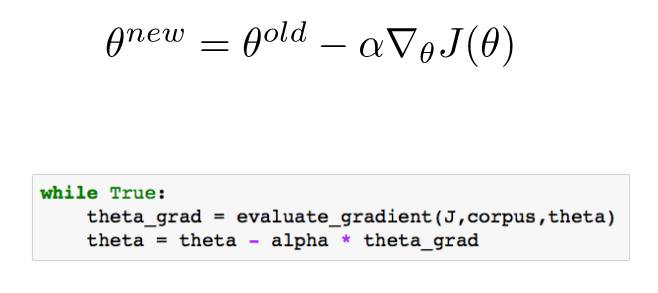 θ^{new} = θ^{old} − α∇_θ J(θ)
while True:
    theta_grad = evaluate_gradient(J,corpus,theta)
    theta = theta - alpha * theta_grad